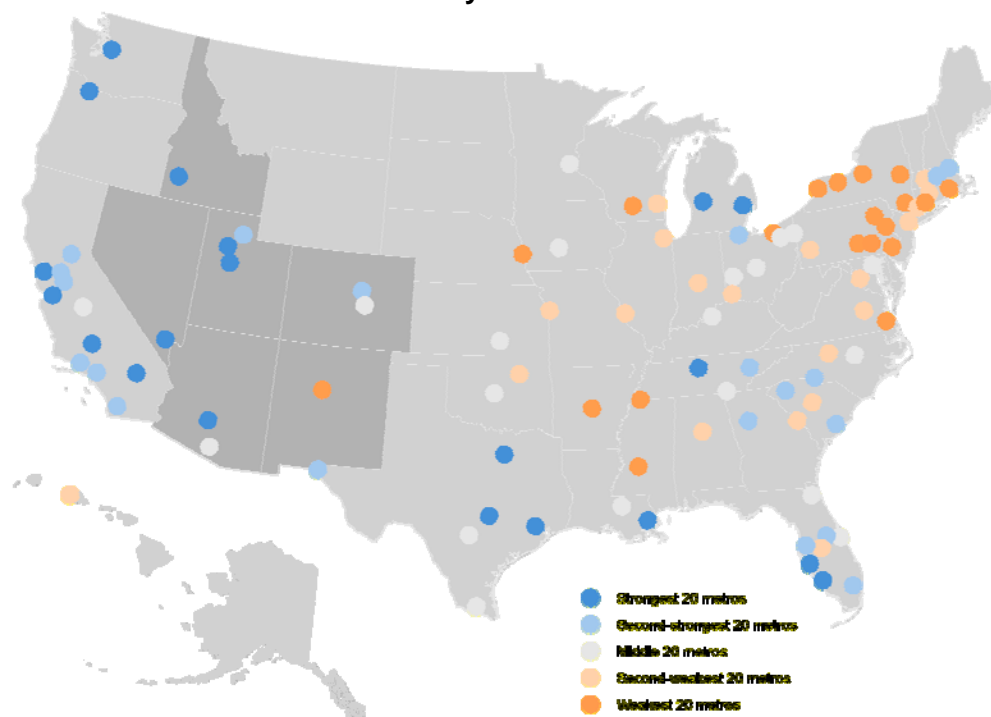 Strongest 20 metros
Second-strongest 20 metros
Middle 20 metros
Second-weakest 20 metros
Weakest 20 metros